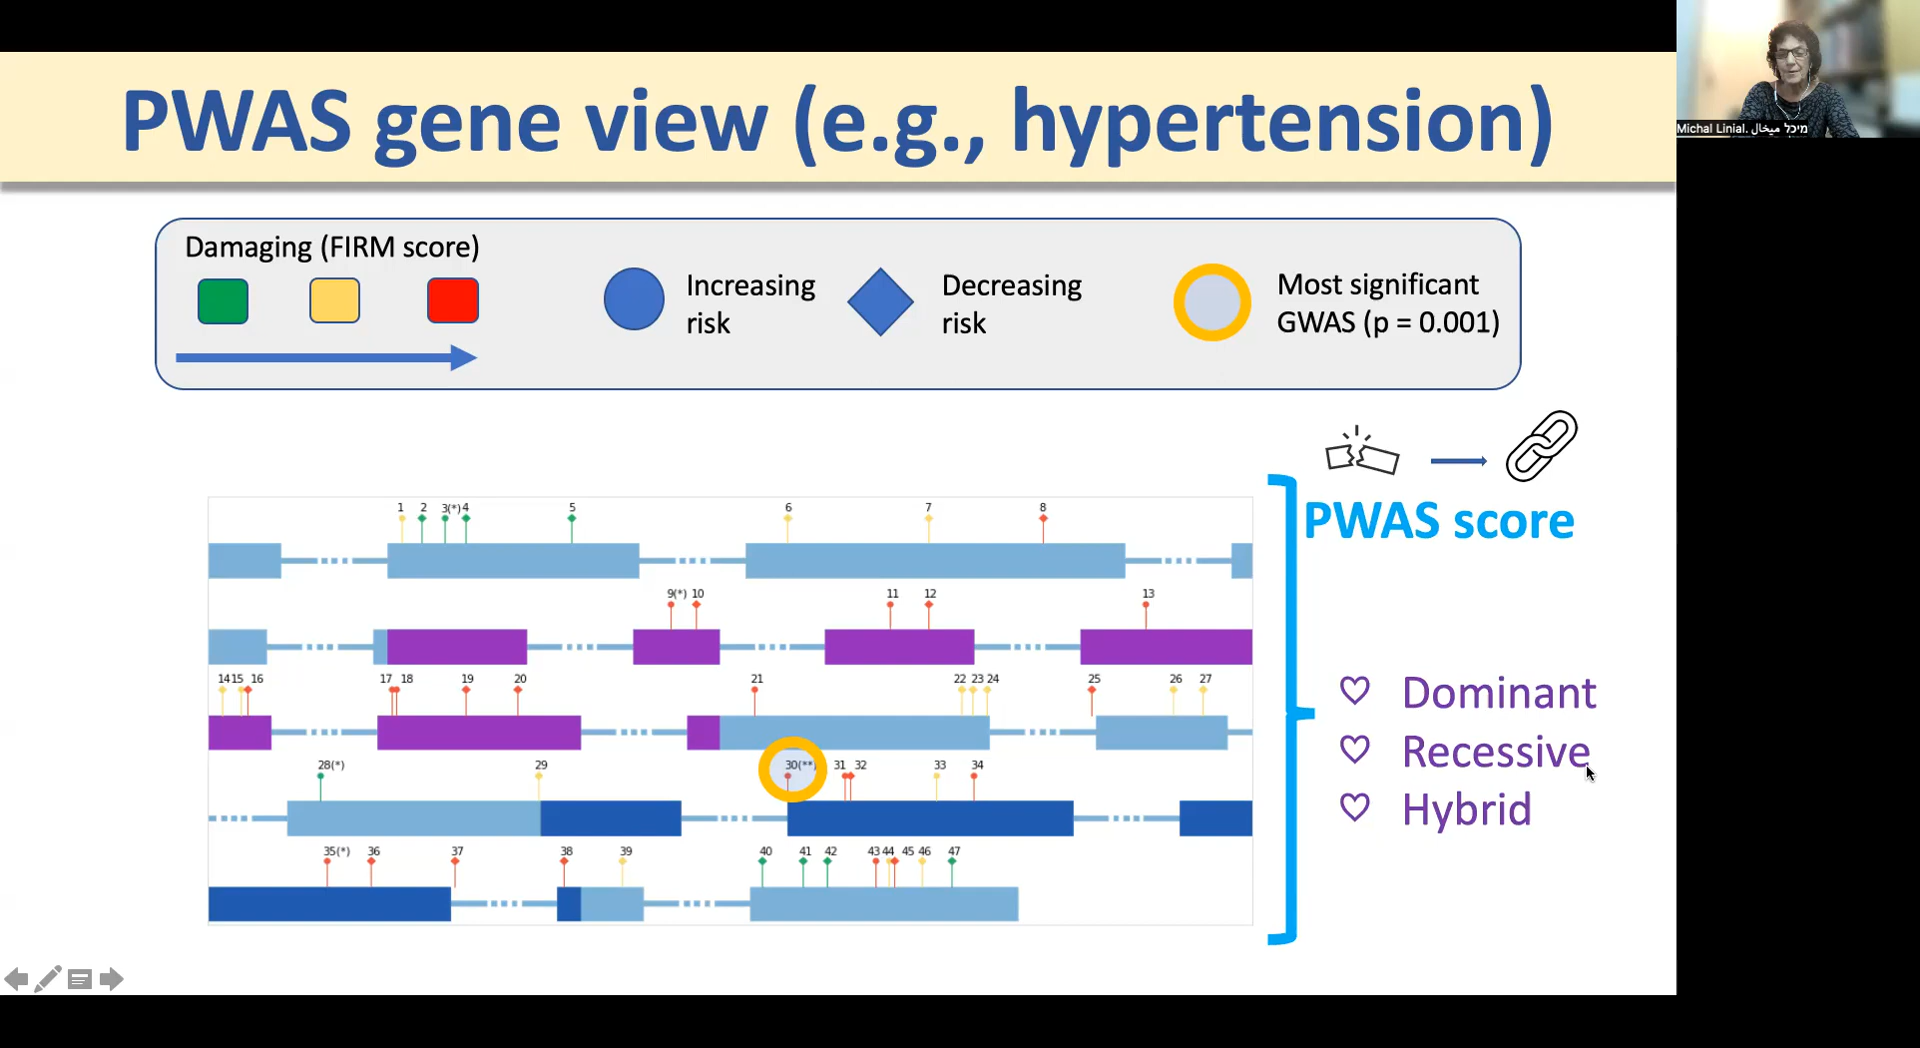 PWAS gene view (e.g., hypertension)
Michal Linial. מיכל ميخال
Damaging (FIRM score)
Increasing
risk
Decreasing
risk
Most significant
GWAS (p = 0.001)
PWAS score
1 2 3(*) 4 5 6 7 8
9(*) 10 11 12 13
14 15 16 17 18 19 20 21 22 23 24 25 26 27
28(*) 29 30(**) 31 32 33 34
35(*) 36 37 38 39 40 41 42 43 44 45 46 47
Dominant
Recessive
Hybrid